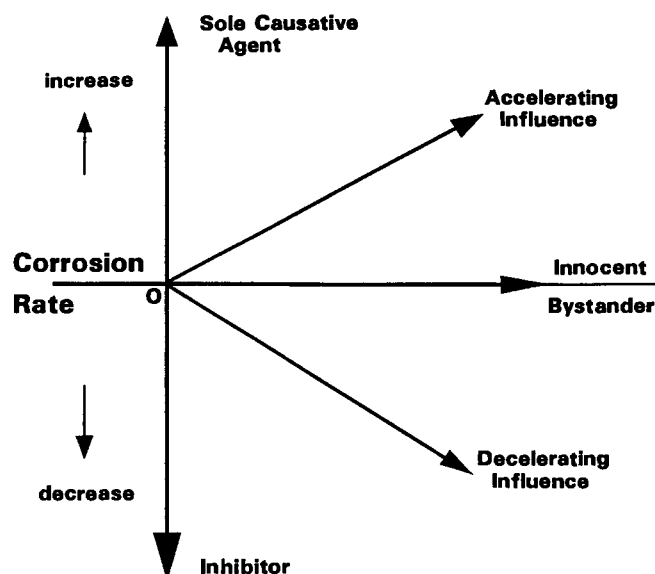 Sole Causative
Agent
increase
Accelerating
Influence
Corrosion
Rate
O
Innocent
Bystander
Decelerating
Influence
decrease
Inhibitor